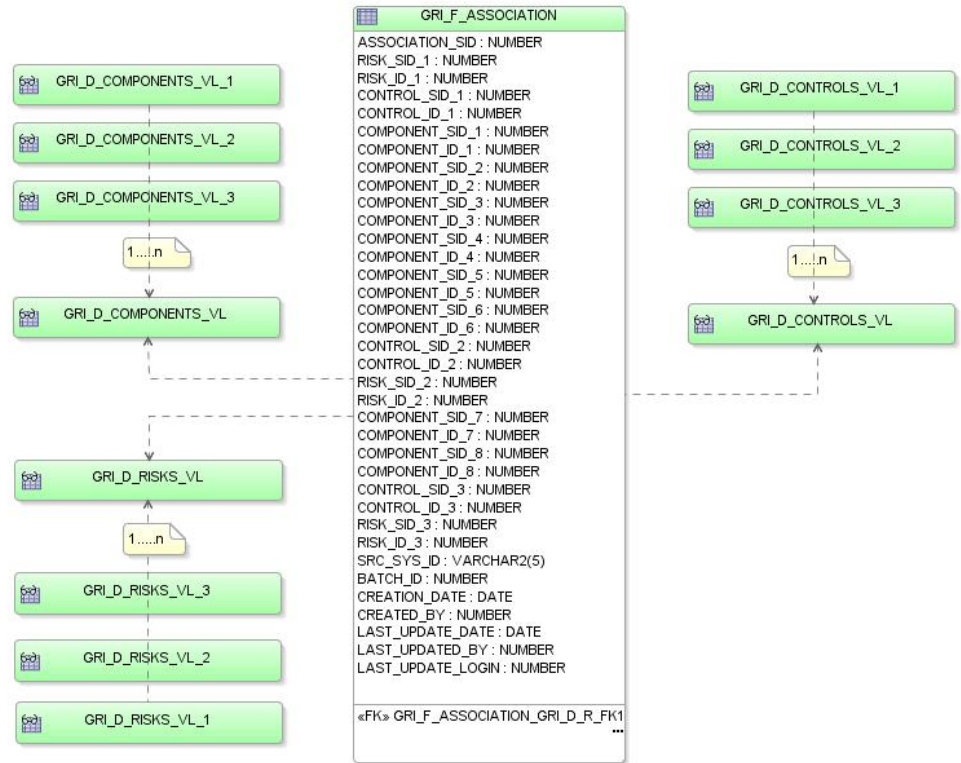 GRI_F_ASSOCIATION
ASSOCIATION_SID : NUMBER
RISK_SID_1 : NUMBER
RISK_ID_1 : NUMBER
CONTROL_SID_1 : NUMBER
CONTROL_ID_1 : NUMBER
COMPONENT_SID_1 : NUMBER
COMPONENT_ID_1 : NUMBER
COMPONENT_SID_2 : NUMBER
COMPONENT_ID_2 : NUMBER
COMPONENT_SID_3 : NUMBER
COMPONENT_ID_3 : NUMBER
COMPONENT_SID_4 : NUMBER
COMPONENT_ID_4 : NUMBER
COMPONENT_SID_5 : NUMBER
COMPONENT_ID_5 : NUMBER
COMPONENT_SID_6 : NUMBER
COMPONENT_ID_6 : NUMBER
CONTROL_SID_2 : NUMBER
CONTROL_ID_2 : NUMBER
RISK_SID_2 : NUMBER
RISK_ID_2 : NUMBER
COMPONENT_SID_7 : NUMBER
COMPONENT_ID_7 : NUMBER
COMPONENT_SID_8 : NUMBER
COMPONENT_ID_8 : NUMBER
CONTROL_SID_3 : NUMBER
CONTROL_ID_3 : NUMBER
RISK_SID_3 : NUMBER
RISK_ID_3 : NUMBER
SRC_SYS_ID : VARCHAR2(5)
BATCH_ID : NUMBER
CREATION_DATE : DATE
CREATED_BY : NUMBER
LAST_UPDATE_DATE : DATE
LAST_UPDATED_BY : NUMBER
LAST_UPDATE_LOGIN : NUMBER
«FK» GRI_F_ASSOCIATION_GRI_D_R_FK1
...
GRI_D_COMPONENTS_VL_1
GRI_D_COMPONENTS_VL_2
GRI_D_COMPONENTS_VL_3
1.....n
GRI_D_COMPONENTS_VL
GRI_D_RISKS_VL
1.....n
GRI_D_RISKS_VL_3
GRI_D_RISKS_VL_2
GRI_D_RISKS_VL_1
GRI_D_CONTROLS_VL_1
GRI_D_CONTROLS_VL_2
GRI_D_CONTROLS_VL_3
1.....n
GRI_D_CONTROLS_VL